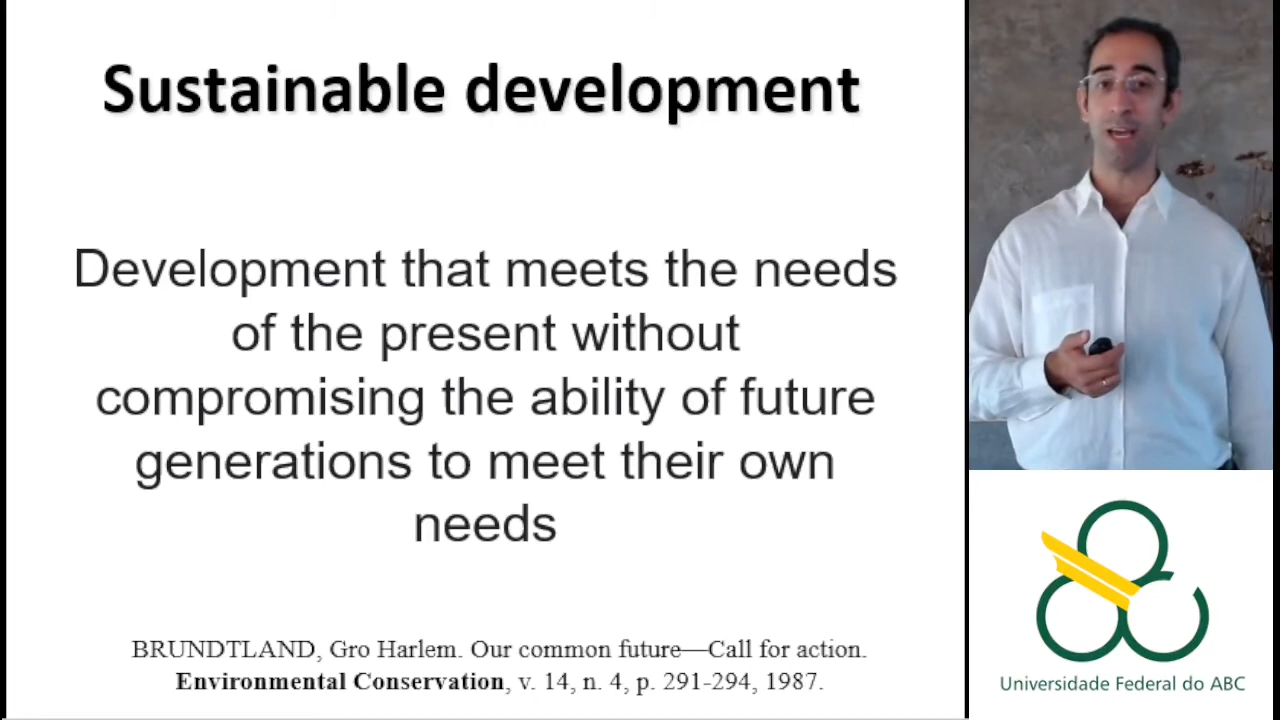 Sustainable development
Development that meets the needs
of the present without
compromising the ability of future
generations to meet their own
needs
BRUNDTLAND, Gro Harlem. Our common future—Call for action.
Environmental Conservation, v. 14, n. 4, p. 291-294, 1987.
Universidade Federal do ABC